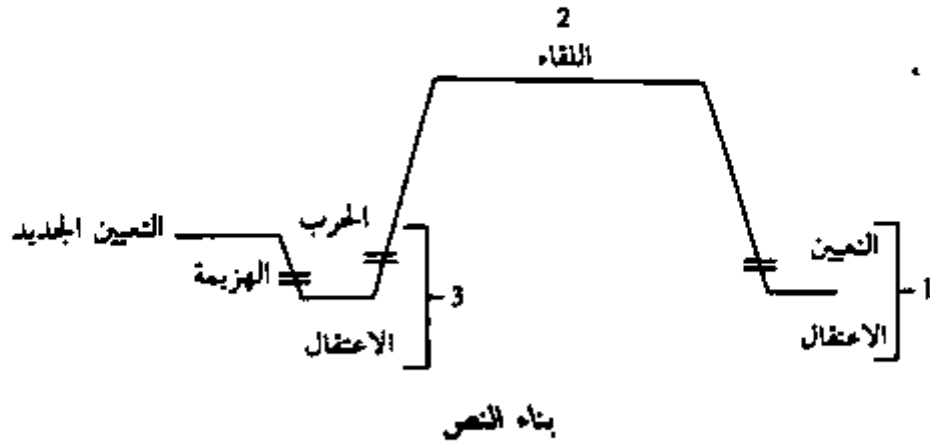 2
اللقاء
التعيين
1
الاعتقال
الحرب
3
الاعتقال
الهزيمة
التعيين الجديد
بناء النص